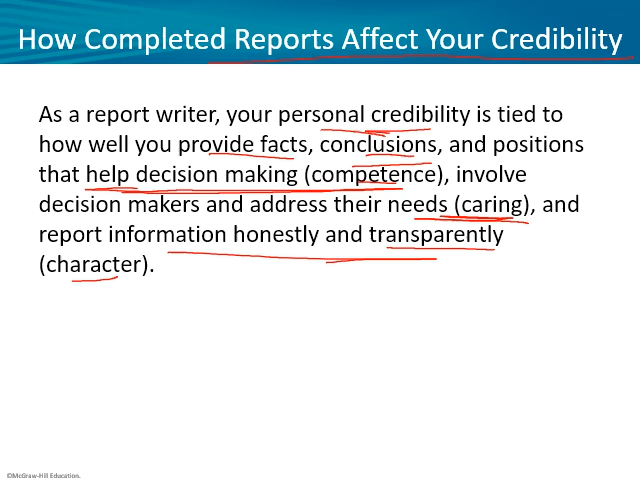 How Completed Reports Affect Your Credibility
As a report writer, your personal credibility is tied to
how well you provide facts, conclusions, and positions
that help decision making (competence), involve
decision makers and address their needs (caring), and
report information honestly and transparently
(character).
©McGraw-Hill Education.